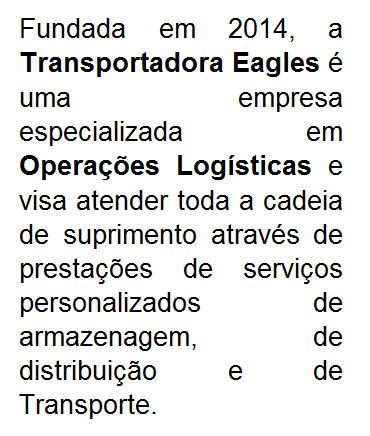 Fundada em 2014, a
Transportadora Eagles é
uma empresa
especializada em
Operações Logísticas e
visa atender toda a cadeia
de suprimento através de
prestações de serviços
personalizados de
armazenagem, de
distribuição e de
Transporte.